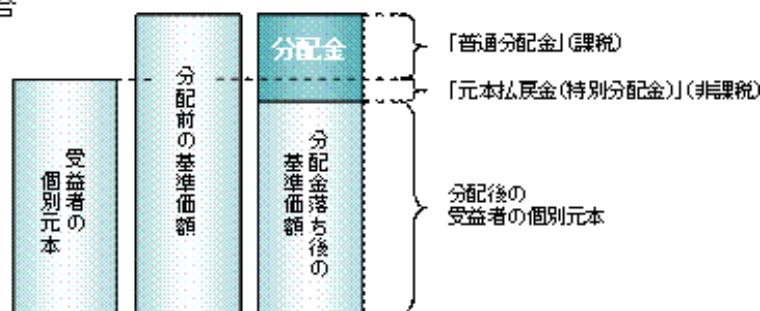 合
受益者の
個別元本
分配前の基準価額
分配金
分配金落ち後の
基準価額
「普通分配金」(課税)
「元本払戻金(特別分配金)」(非課税)
分配後の
受益者の個別元本